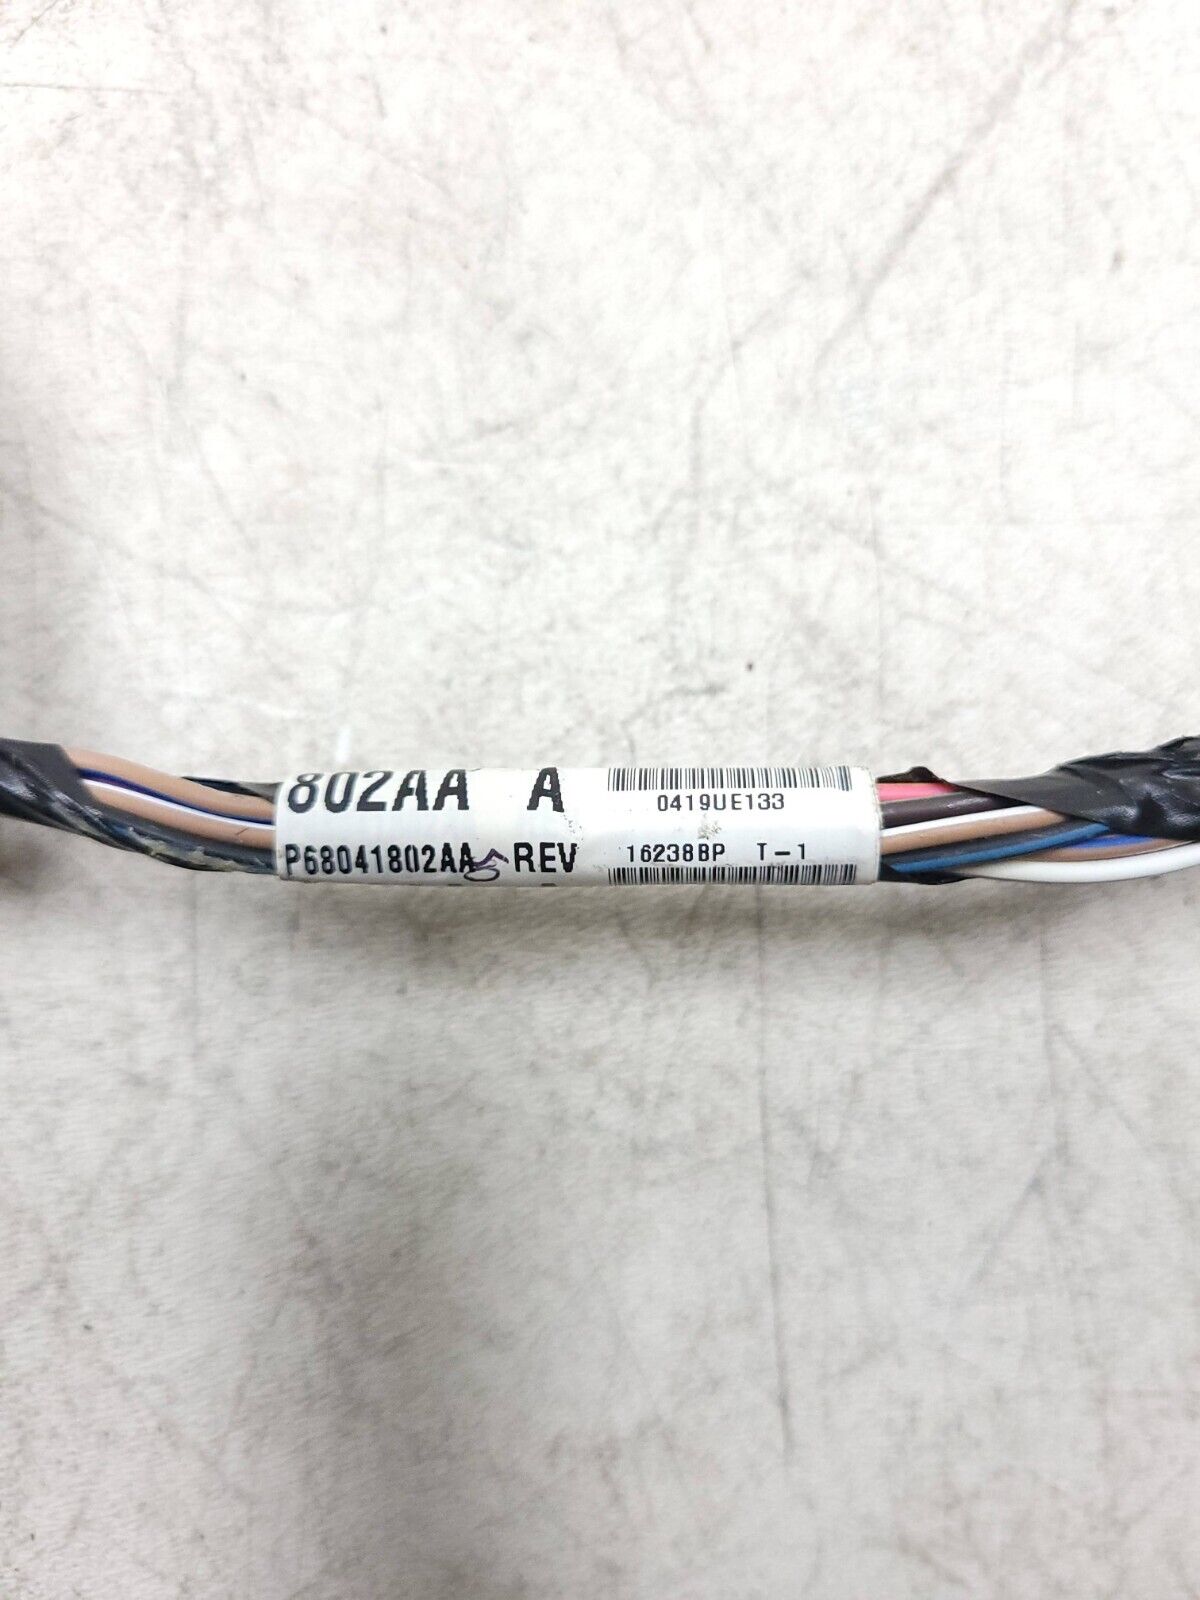 802AA A
P68041802AA REV
0419UE133
16238BP T-1